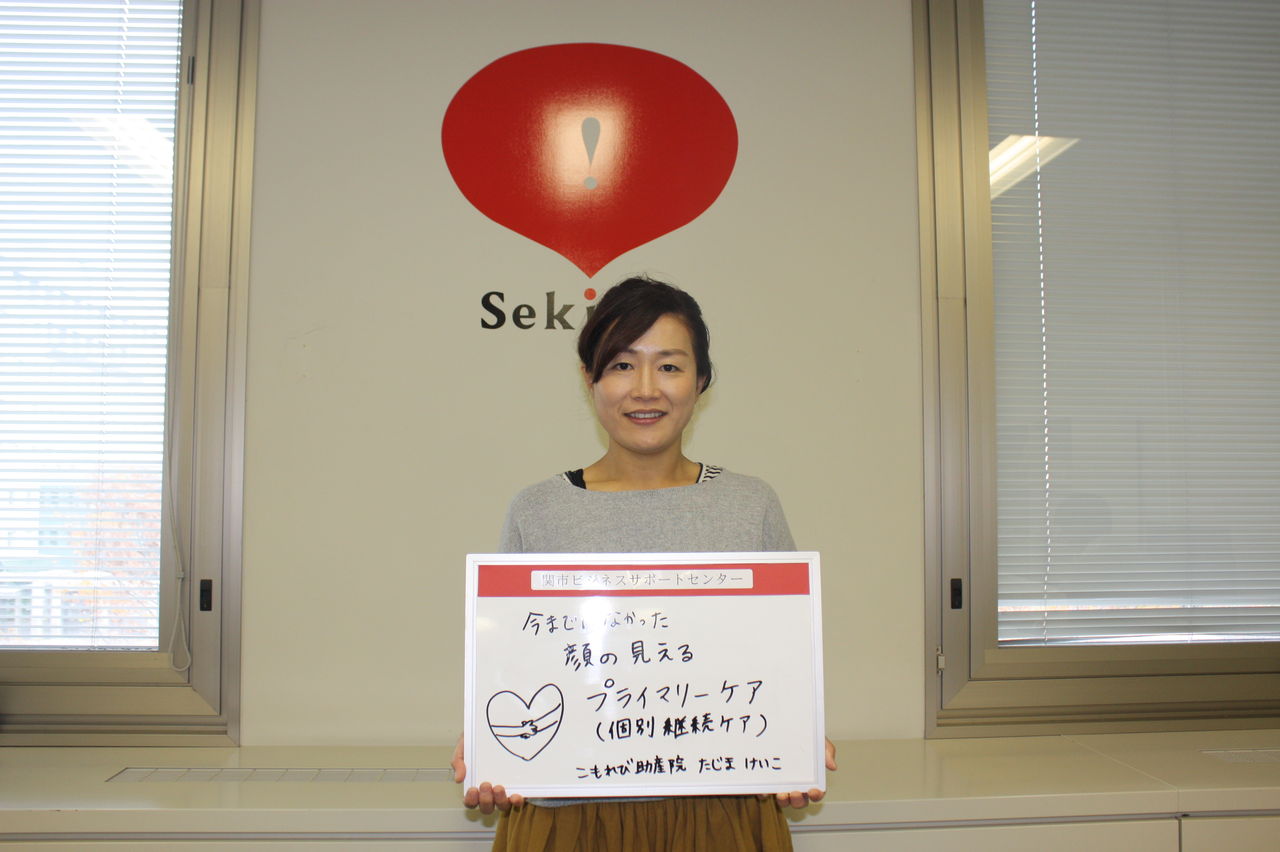 !
Seki
関市ビジネスサポートセンター
今までになかった
顔の見える
プライマリーケア
(個別継続ケア)
こもれび助産院 たじま けいこ